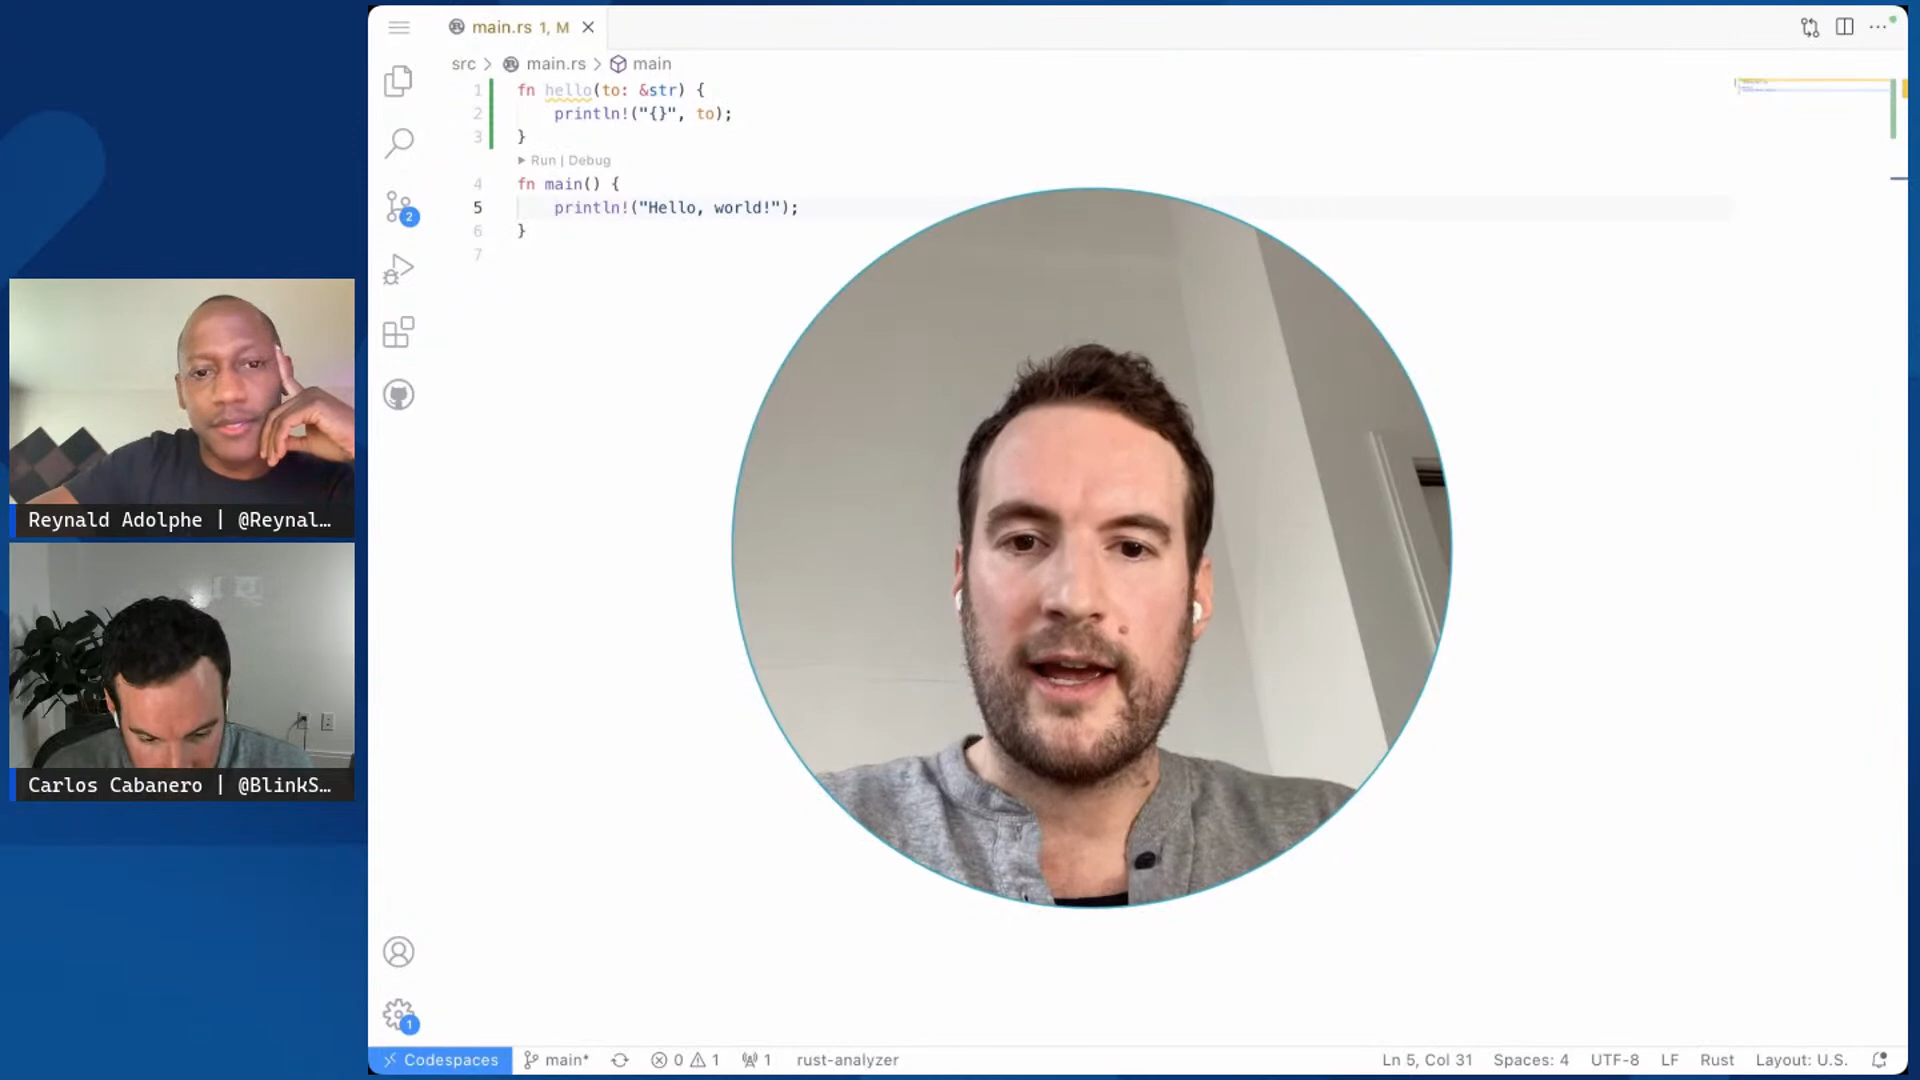 main.rs 1, M
src > main.rs > main
1 fn hello(to: &str) {
2 println!("{}", to);
3 }
Run | Debug
4 fn main() {
5 println!("Hello, world!");
6 }
7
2
Reynald Adolphe | @Reynal…
Carlos Cabanero | @BlinkS…
1
Codespaces main* 0 1 1 rust-analyzer Ln 5, Col 31 Spaces: 4 UTF-8 LF Rust Layout: U.S.